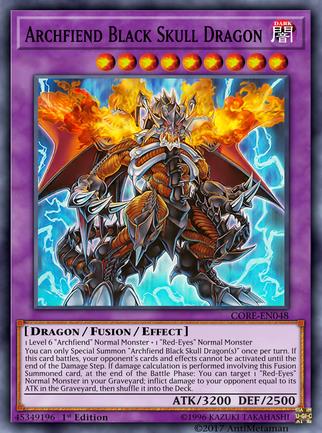 ARCHFIEND BLACK SKULL DRAGON
DARK
闇
CORE-EN048
[DRAGON / FUSION / EFFECT]
1 Level 6 "Archfiend" Normal Monster + 1 "Red-Eyes" Normal Monster
You can only Special Summon "Archfiend Black Skull Dragon(s)" once per turn. If
this card battles, your opponent's cards and effects cannot be activated until the
end of the Damage Step. If damage calculation is performed involving this Fusion
Summoned card, at the end of the Battle Phase: You can target 1 "Red-Eyes"
Normal Monster in your Graveyard; inflict damage to your opponent equal to its
ATK in the Graveyard, then shuffle it into the Deck.
ATK/3200 DEF/2500
45349196 1st Edition ©1996 KAZUKI TAKAHASHI
©2017 AntiMetaman